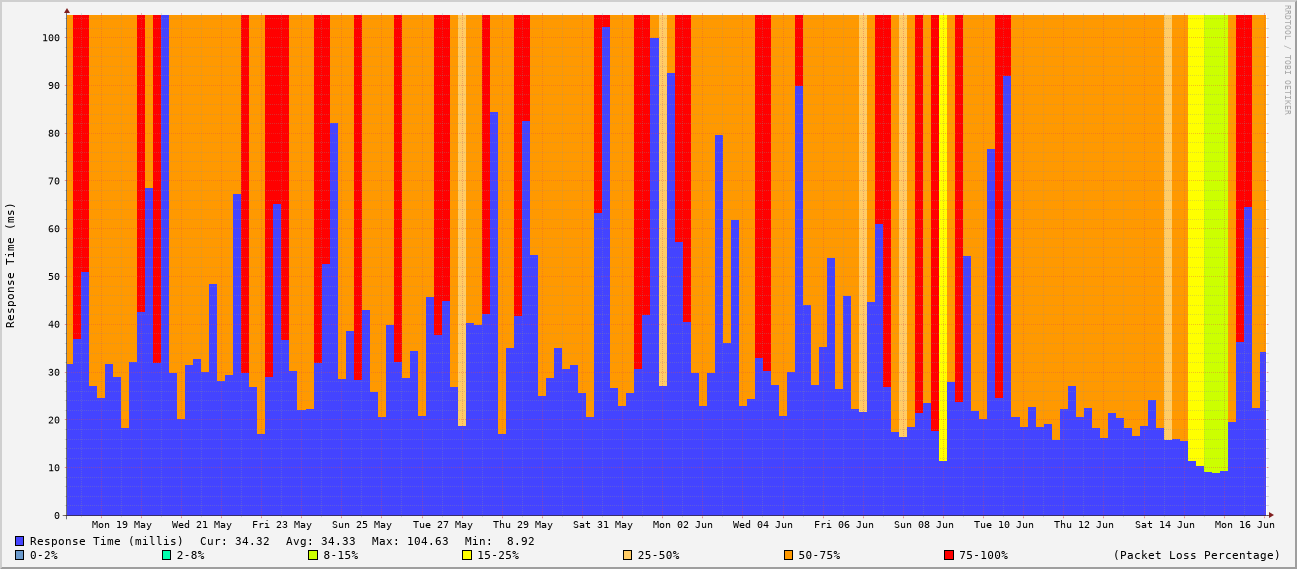 RRDTOOL / TOBI OETIKER
Response Time (ms)
100
90
80
70
60
50
40
30
20
10
0
Mon 19 May Wed 21 May Fri 23 May Sun 25 May Tue 27 May Thu 29 May Sat 31 May Mon 02 Jun Wed 04 Jun Fri 06 Jun Sun 08 Jun Tue 10 Jun Thu 12 Jun Sat 14 Jun Mon 16 Jun
Response Time (millis) Cur: 34.32 Avg: 34.33 Max: 104.63 Min: 8.92
0-2% 2-8% 8-15% 15-25% 25-50% 50-75% 75-100% (Packet Loss Percentage)